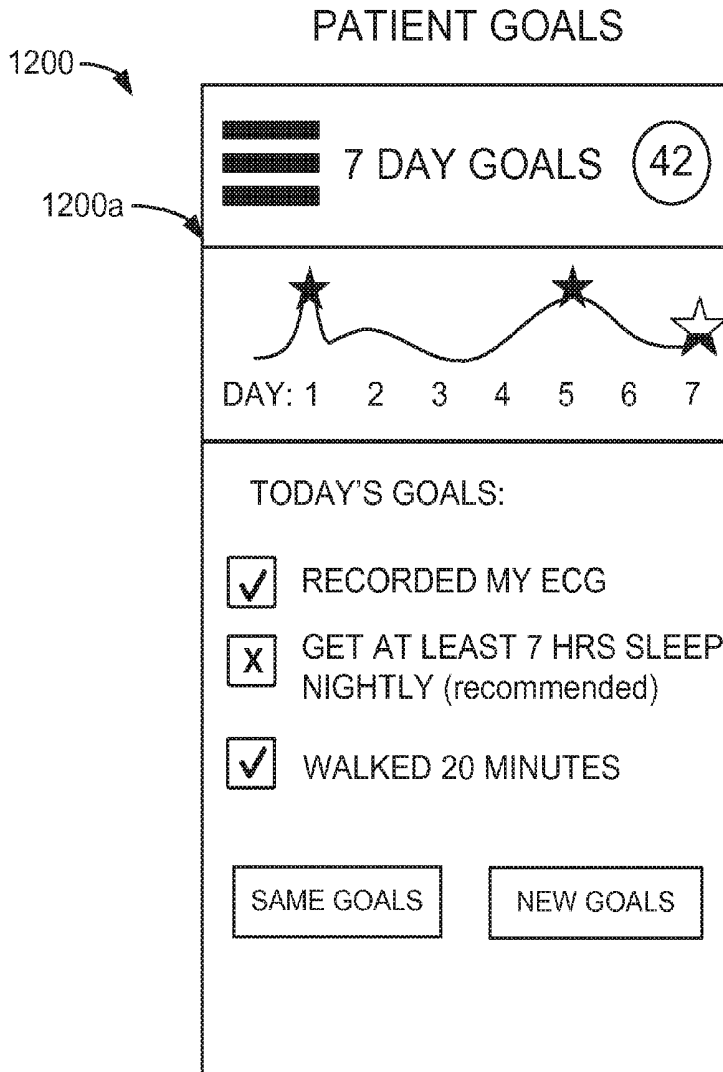 PATIENT GOALS
1200
7 DAY GOALS
42
1200a
DAY: 1 2 3 4 5 6 7
TODAY'S GOALS:
RECORDED MY ECG
X
GET AT LEAST 7 HRS SLEEP
NIGHTLY (recommended)
WALKED 20 MINUTES
SAME GOALS
NEW GOALS